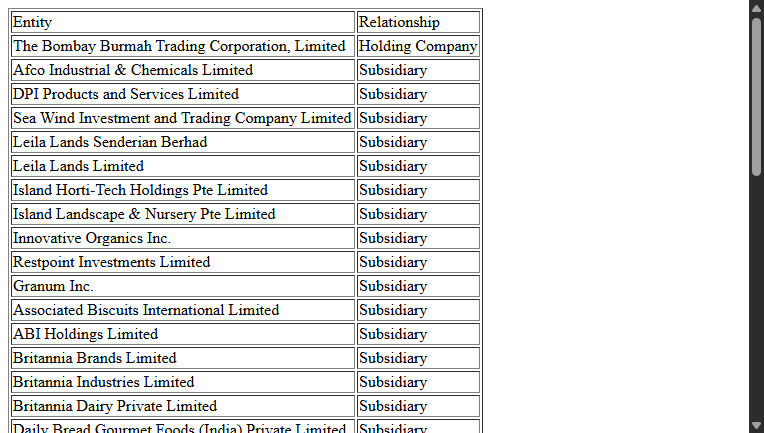 Entity Relationship
The Bombay Burmah Trading Corporation, Limited Holding Company
Afco Industrial & Chemicals Limited Subsidiary
DPI Products and Services Limited Subsidiary
Sea Wind Investment and Trading Company Limited Subsidiary
Leila Lands Senderian Berhad Subsidiary
Leila Lands Limited Subsidiary
Island Horti-Tech Holdings Pte Limited Subsidiary
Island Landscape & Nursery Pte Limited Subsidiary
Innovative Organics Inc. Subsidiary
Restpoint Investments Limited Subsidiary
Granum Inc. Subsidiary
Associated Biscuits International Limited Subsidiary
ABI Holdings Limited Subsidiary
Britannia Brands Limited Subsidiary
Britannia Industries Limited Subsidiary
Britannia Dairy Private Limited Subsidiary
Daily Bread Gourmet Foods (India) Private Limited Subsidiary